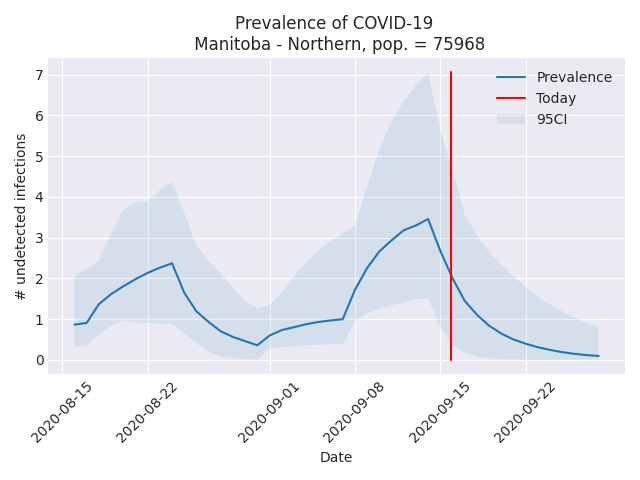 Prevalence of COVID-19
Manitoba - Northern, pop. = 75968
7
6
5
4
3
2
1
0
# undetected infections
Prevalence
Today
95CI
2020-08-15
2020-08-22
2020-09-01
2020-09-08
2020-09-15
2020-09-22
Date